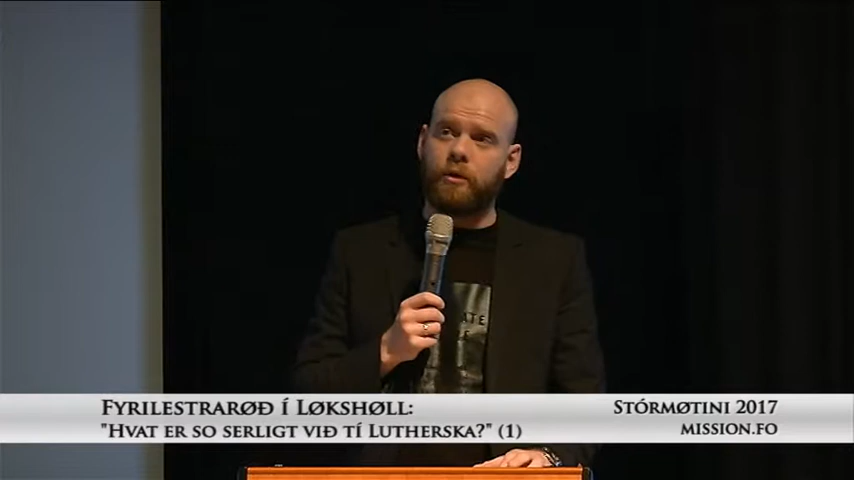 FYRILESTRARØÐ Í LØKSHØLL:
"HVAT ER SO SERLIGT VIÐ TÍ LUTHERSKA?" (1)
STÓRMØTINI 2017
MISSION.FO